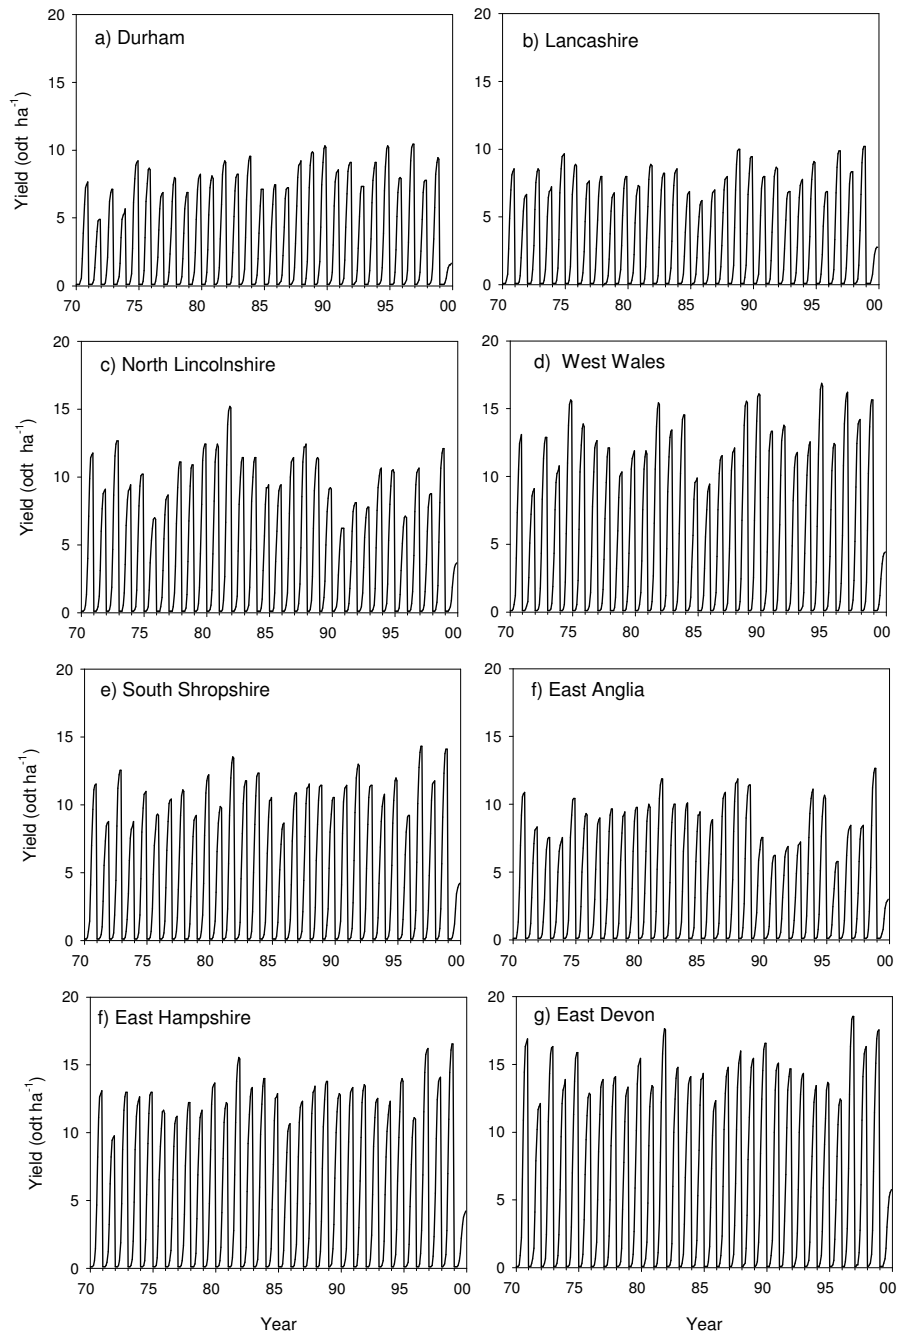 a) Durham
20
15
10
5
0
70 75 80 85 90 95 00
Yield (odt ha-1)
b) Lancashire
20
15
10
5
0
70 75 80 85 90 95 00
c) North Lincolnshire
20
15
10
5
0
70 75 80 85 90 95 00
Yield (odt ha-1)
d) West Wales
20
15
10
5
0
70 75 80 85 90 95 00
e) South Shropshire
20
15
10
5
0
70 75 80 85 90 95 00
Yield (odt ha-1)
f) East Anglia
20
15
10
5
0
70 75 80 85 90 95 00
f) East Hampshire
20
15
10
5
0
70 75 80 85 90 95 00
Yield (odt ha-1)
Year
g) East Devon
20
15
10
5
0
70 75 80 85 90 95 00
Year